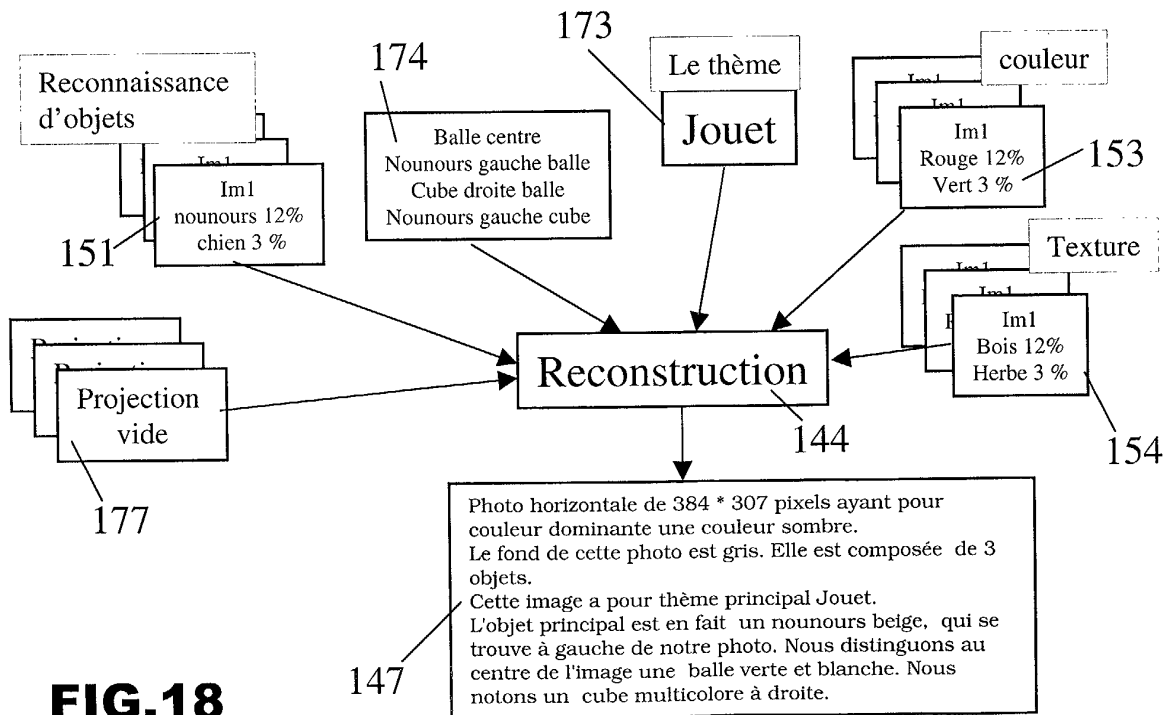 173
174
Reconnaissance
d'objets
Im1
Im1
nounours 12%
chien 3 %
151
Balle centre
Nounours gauche balle
Cube droite balle
Nounours gauche cube
Le thème
Jouet
couleur
Im1
Im1
Im1
Rouge 12%
Vert 3 %
153
Texture
Im1
Im1
Im1
Bois 12%
Herbe 3 %
154
Projection
vide
177
Reconstruction
144
Photo horizontale de 384 * 307 pixels ayant pour
couleur dominante une couleur sombre.
Le fond de cette photo est gris. Elle est composée de 3
objets.
Cette image a pour thème principal Jouet.
L'objet principal est en fait un nounours beige, qui se
trouve à gauche de notre photo. Nous distinguons au
centre de l'image une balle verte et blanche. Nous
notons un cube multicolore à droite.
147
FIG.18